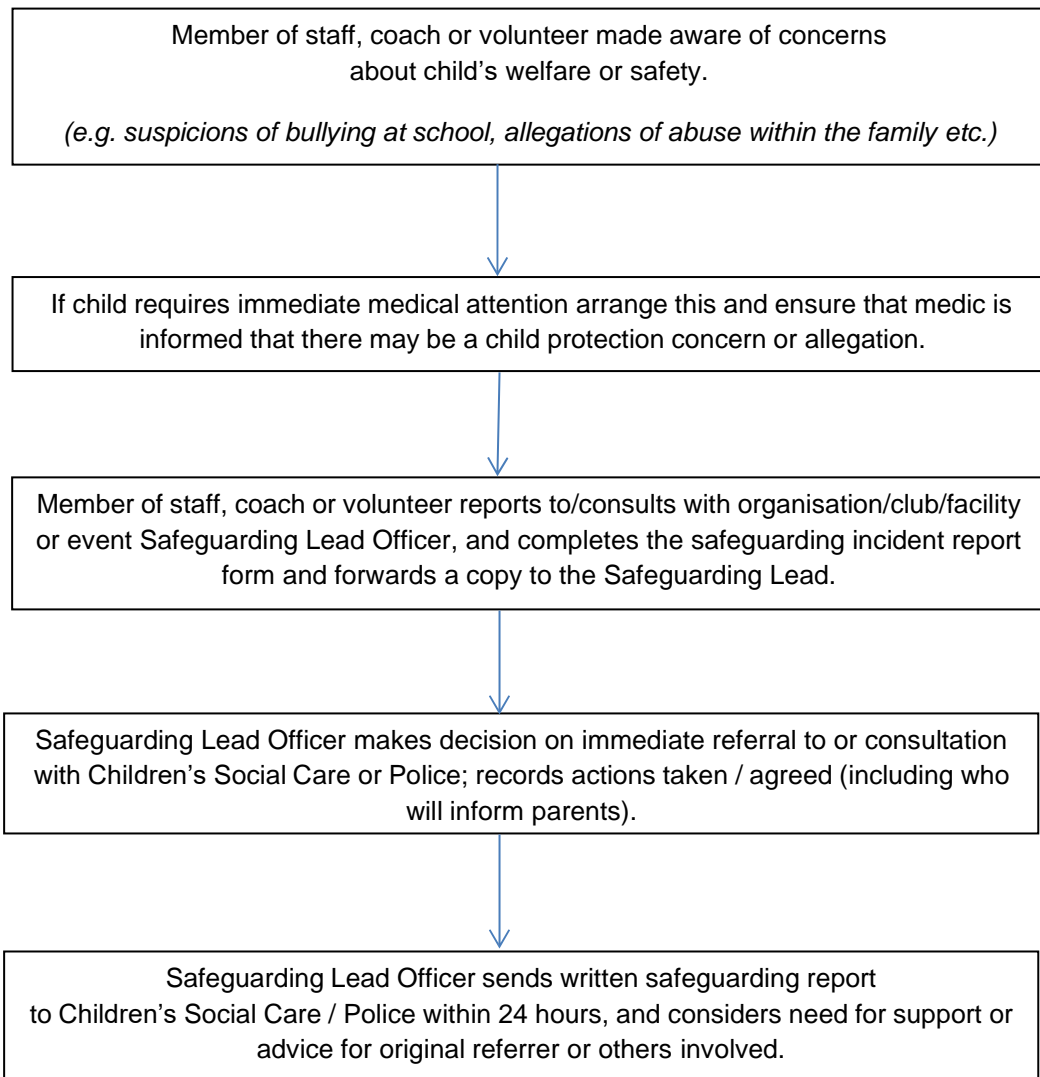 Member of staff, coach or volunteer made aware of concerns
about child’s welfare or safety.
(e.g. suspicions of bullying at school, allegations of abuse within the family etc.)
If child requires immediate medical attention arrange this and ensure that medic is
informed that there may be a child protection concern or allegation.
Member of staff, coach or volunteer reports to/consults with organisation/club/facility
or event Safeguarding Lead Officer, and completes the safeguarding incident report
form and forwards a copy to the Safeguarding Lead.
Safeguarding Lead Officer makes decision on immediate referral to or consultation
with Children’s Social Care or Police; records actions taken / agreed (including who
will inform parents).
Safeguarding Lead Officer sends written safeguarding report
to Children’s Social Care / Police within 24 hours, and considers need for support or
advice for original referrer or others involved.